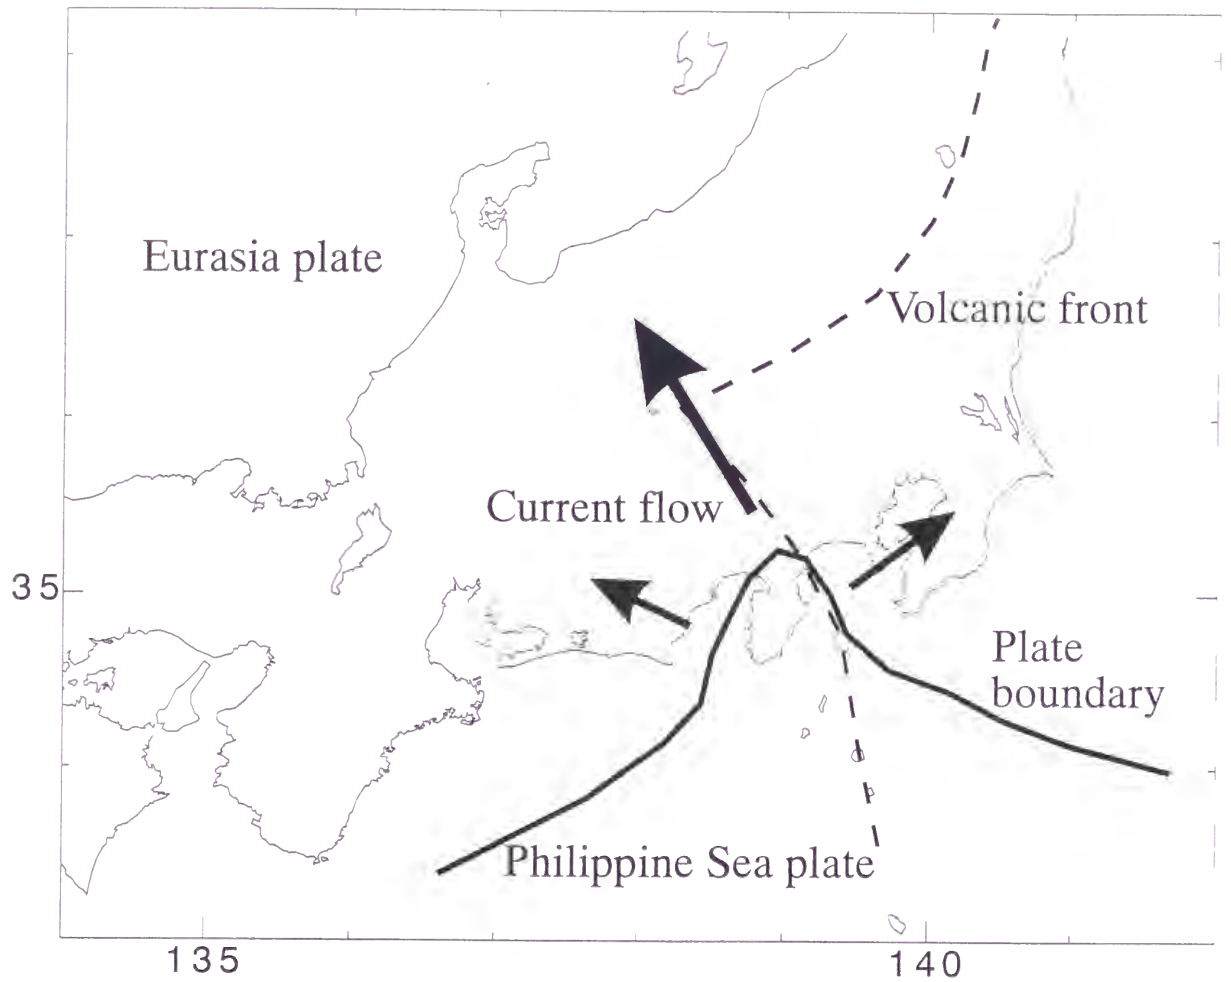 Eurasia plate
Volcanic front
Current flow
35
Plate
boundary
Philippine Sea plate
135
140